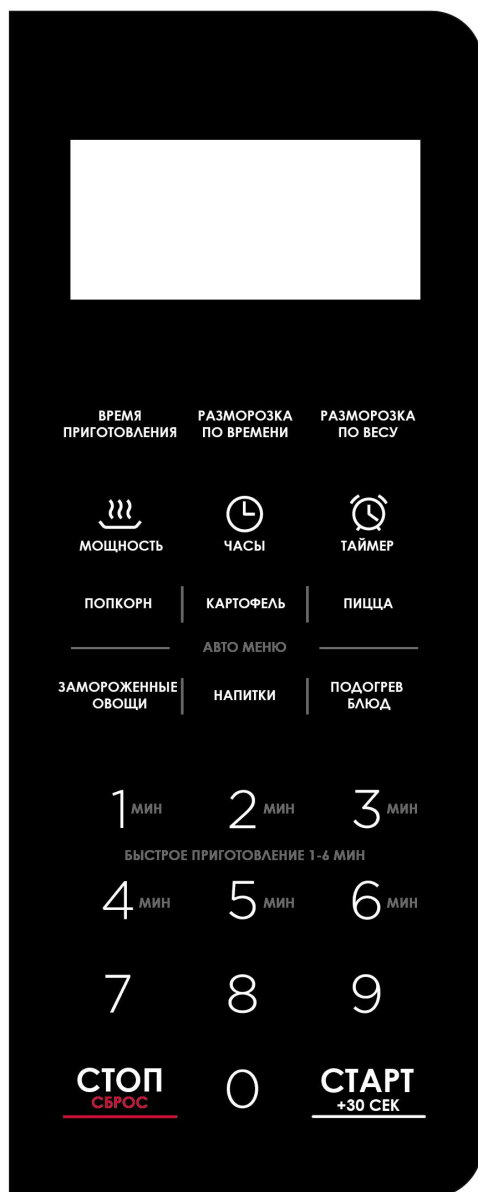 ВРЕМЯ ПРИГОТОВЛЕНИЯ
РАЗМОРОЗКА ПО ВРЕМЕНИ
РАЗМОРОЗКА ПО ВЕСУ
МОЩНОСТЬ
ЧАСЫ
ТАЙМЕР
ПОПКОРН
КАРТОФЕЛЬ
ПИЦЦА
АВТО МЕНЮ
ЗАМОРОЖЕННЫЕ ОВОЩИ
НАПИТКИ
ПОДОГРЕВ БЛЮД
1 МИН
2 МИН
3 МИН
БЫСТРОЕ ПРИГОТОВЛЕНИЕ 1-6 МИН
4 МИН
5 МИН
6 МИН
7
8
9
СТОП
СБРОС
0
СТАРТ
+30 СЕК